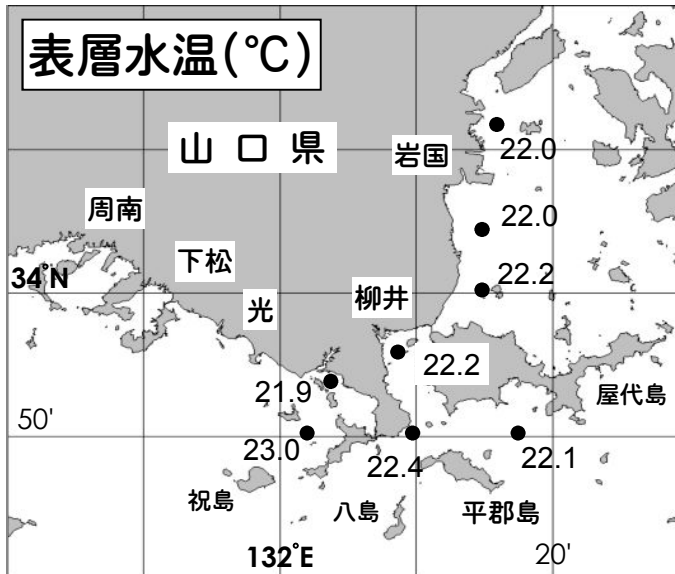 表層水温(℃)
山口県
岩国
22.0
周南
22.0
下松
34°N
22.2
光
柳井
22.2
21.9
屋代島
50'
23.0
22.4
22.1
祝島
八島
平郡島
132°E
20'